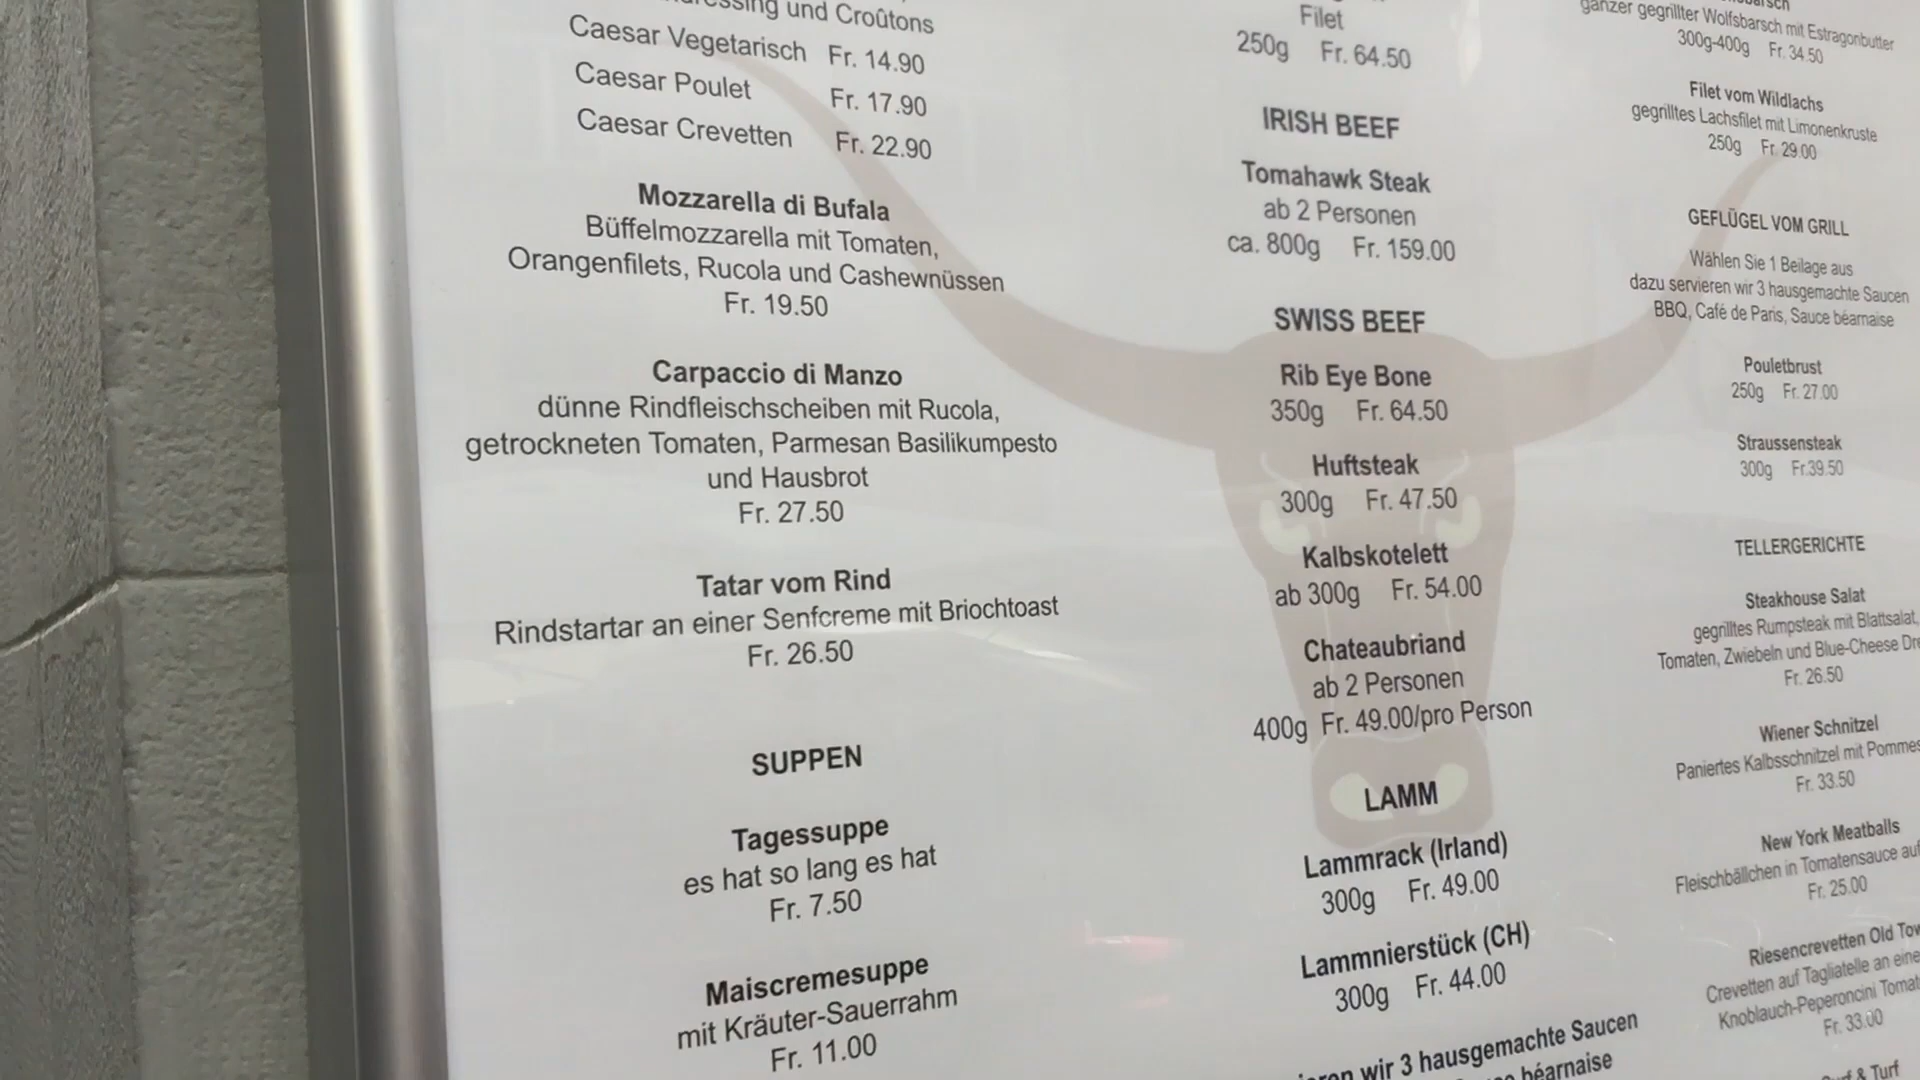 und Croûtons
Caesar Vegetarisch Fr. 14.90
Caesar Poulet Fr. 17.90
Caesar Crevetten Fr. 22.90
Mozzarella di Bufala
Büffelmozzarella mit Tomaten,
Orangenfilets, Rucola und Cashewnüssen
Fr. 19.50
Carpaccio di Manzo
dünne Rindfleischscheiben mit Rucola,
getrockneten Tomaten, Parmesan Basilikumpesto
und Hausbrot
Fr. 27.50
Tatar vom Rind
Rindstartar an einer Senfcreme mit Briochtoast
Fr. 26.50
SUPPEN
Tagessuppe
es hat so lang es hat
Fr. 7.50
Maiscremesuppe
mit Kräuter-Sauerrahm
Fr. 11.00
Filet
250g Fr. 64.50
IRISH BEEF
Tomahawk Steak
ab 2 Personen
ca. 800g Fr. 159.00
SWISS BEEF
Rib Eye Bone
350g Fr. 64.50
Huftsteak
300g Fr. 47.50
Kalbskotelett
ab 300g Fr. 54.00
Chateaubriand
ab 2 Personen
400g Fr. 49.00/pro Person
LAMM
Lammrack (Irland)
300g Fr. 49.00
Lammnierstück (CH)
300g Fr. 44.00
wir 3 hausgemachte Saucen
béarnaise
ganzer gegrillter Wolfsbarsch mit Estragonbutter
300g-400g Fr. 34.50
Filet vom Wildlachs
gegrilltes Lachsfilet mit Limonenkruste
250g Fr. 29.00
GEFLÜGEL VOM GRILL
Wählen Sie 1 Beilage aus
dazu servieren wir 3 hausgemachte Saucen
BBQ, Café de Paris, Sauce béarnaise
Pouletbrust
250g Fr. 27.00
Straussensteak
300g Fr.39.50
TELLERGERICHTE
Steakhouse Salat
gegrilltes Rumpsteak mit Blattsalat,
Tomaten, Zwiebeln und Blue-Cheese
Fr. 26.50
Wiener Schnitzel
Paniertes Kalbsschnitzel mit Pommes
Fr. 33.50
New York Meatballs
Fleischbällchen in Tomatensauce auf
Fr. 25.00
Riesencrevetten Old
Crevetten auf Tagliatelle an eine
Knoblauch-Peperoncini
Fr. 33.00
& Turf